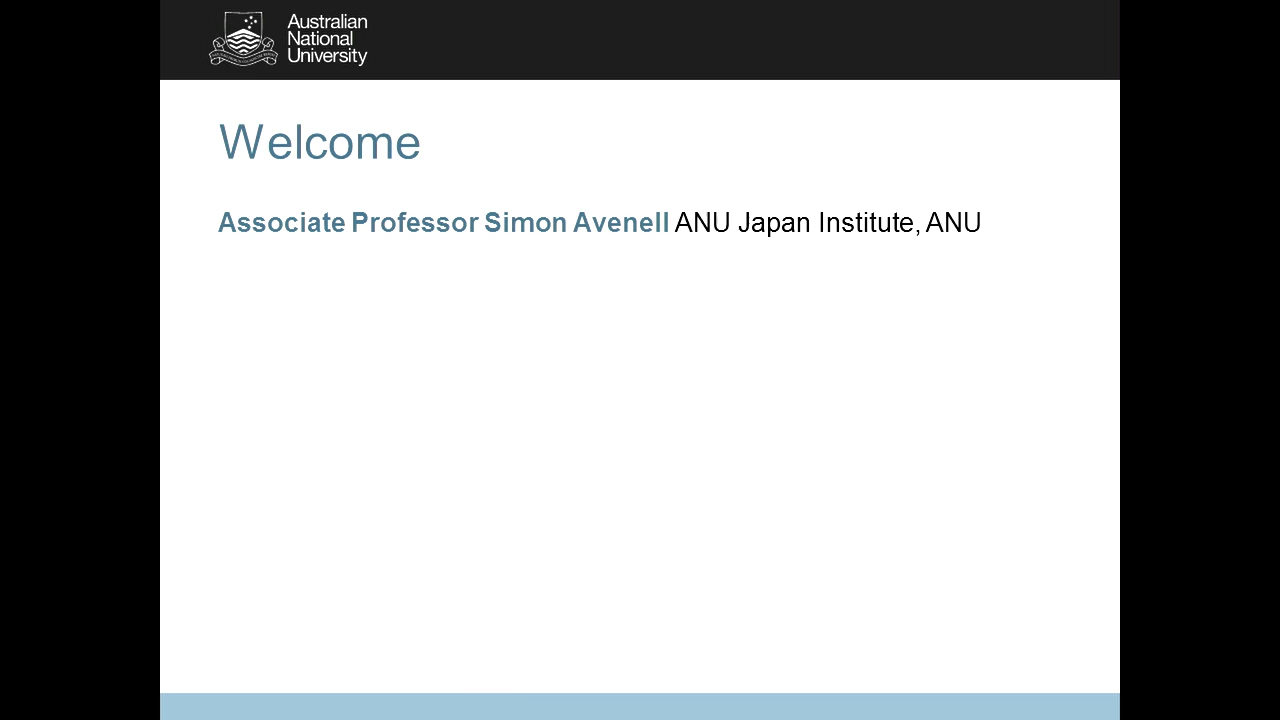 Australian
National
University
Welcome
Associate Professor Simon Avenell ANU Japan Institute, ANU